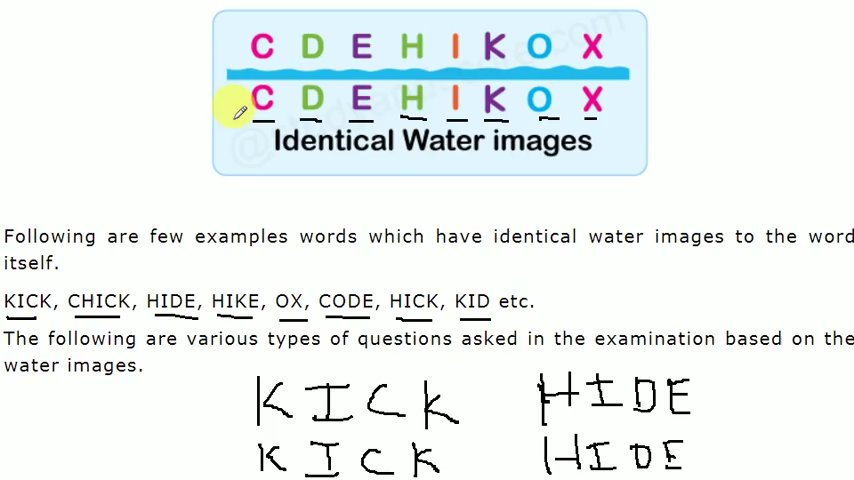 C D E H I K O X
C D E H I K O X
Identical Water images
Following are few examples words which have identical water images to the word
itself.
KICK, CHICK, HIDE, HIKE, OX, CODE, HICK, KID etc.
The following are various types of questions asked in the examination based on the
water images.
KICK HIDE
KICK HIDE